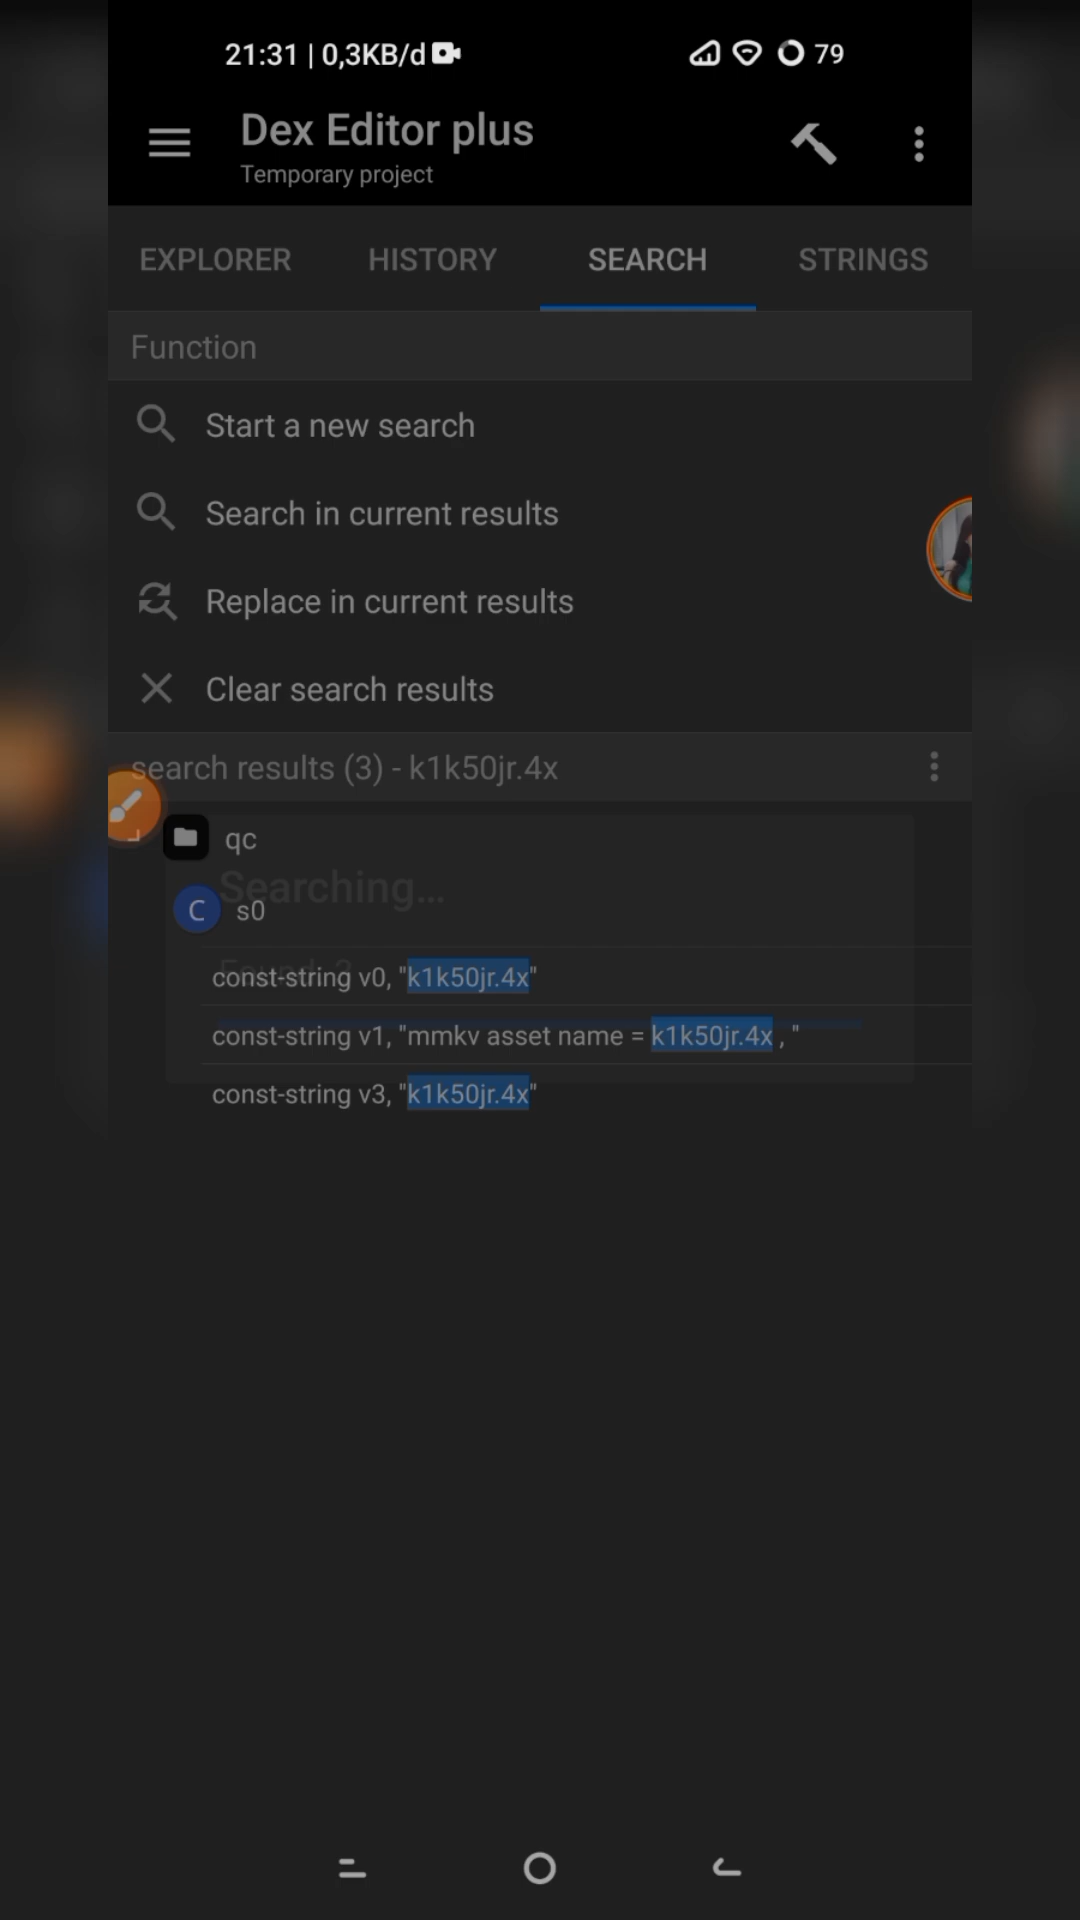 21:31 | 0,3KB/d 79
Dex Editor plus
Temporary project
EXPLORER HISTORY SEARCH STRINGS
Function
Start a new search
Search in current results
Replace in current results
Clear search results
search results (3) - k1k50jr.4x
qc
Searching...
C s0
const-string v0, "k1k50jr.4x"
const-string v1, "mmkv asset name = k1k50jr.4x , "
const-string v3, "k1k50jr.4x"